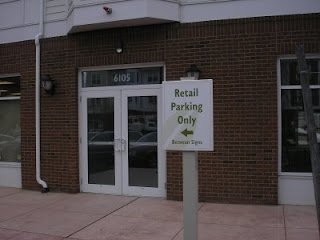 6105
Retail
Parking
Only
Between Signs